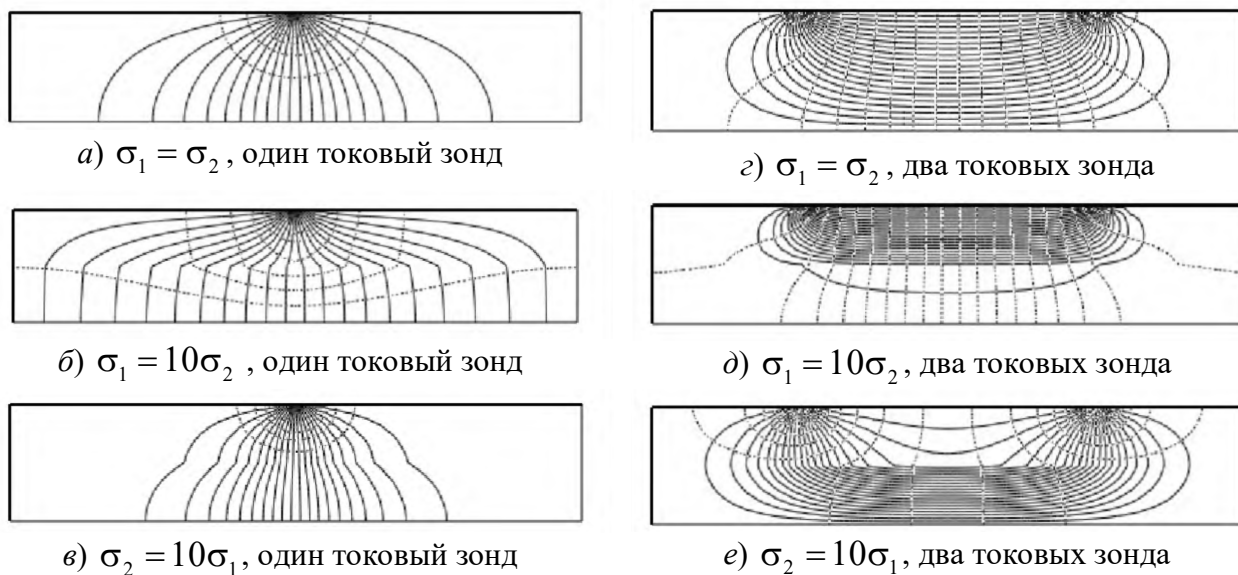 а) σ₁ = σ₂, один токовый зонд
г) σ₁ = σ₂, два токовых зонда
б) σ₁ = 10σ₂ , один токовый зонд
д) σ₁ = 10σ₂, два токовых зонда
в) σ₂ = 10σ₁, один токовый зонд
е) σ₂ = 10σ₁, два токовых зонда